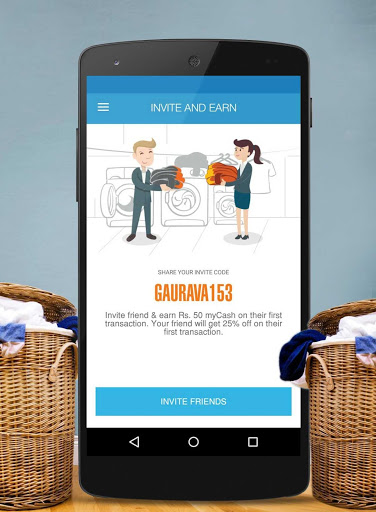 INVITE AND EARN
SHARE YOUR INVITE CODE
GAURAVA153
Invite friend & earn Rs. 50 myCash on their first
transaction. Your friend will get 25% off on their
first transaction.
INVITE FRIENDS